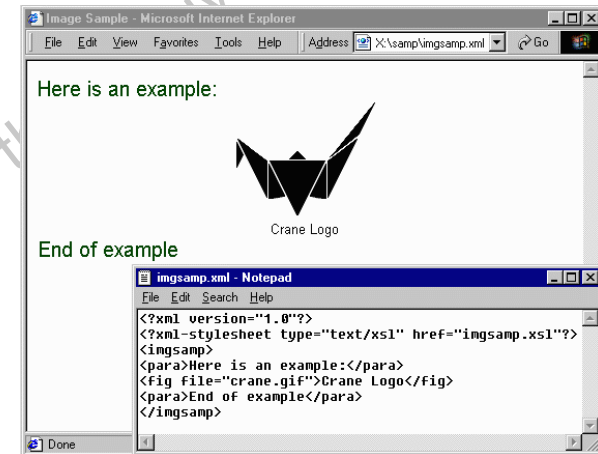 Image Sample - Microsoft Internet Explorer
File Edit View Favorites Tools Help Address X:\samp\imgsamp.xml Go
Here is an example:
Crane Logo
End of example
imgsamp.xml - Notepad
File Edit Search Help
<?xml version="1.0"?>
<?xml-stylesheet type="text/xsl" href="imgsamp.xsl"?>
<imgsamp>
<para>Here is an example:</para>
<fig file="crane.gif">Crane Logo</fig>
<para>End of example</para>
</imgsamp>
Done